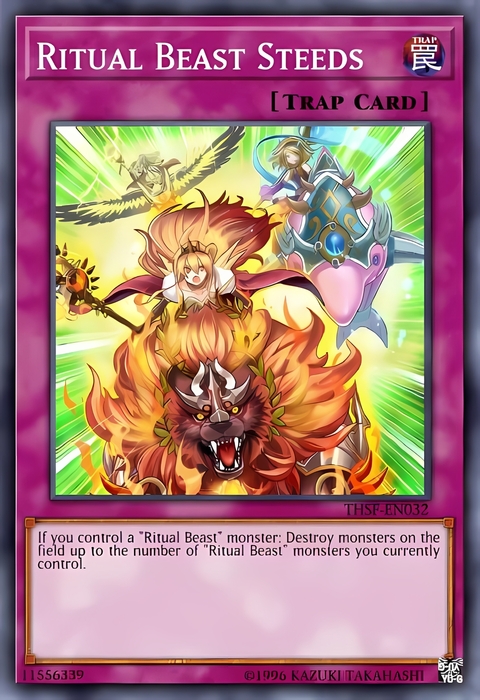 RITUAL BEAST STEEDS
TRAP
罠
[TRAP CARD]
THSF-EN032
If you control a "Ritual Beast" monster: Destroy monsters on the
field up to the number of "Ritual Beast" monsters you currently
control.
11556339
©1996 KAZUKI TAKAHASHI